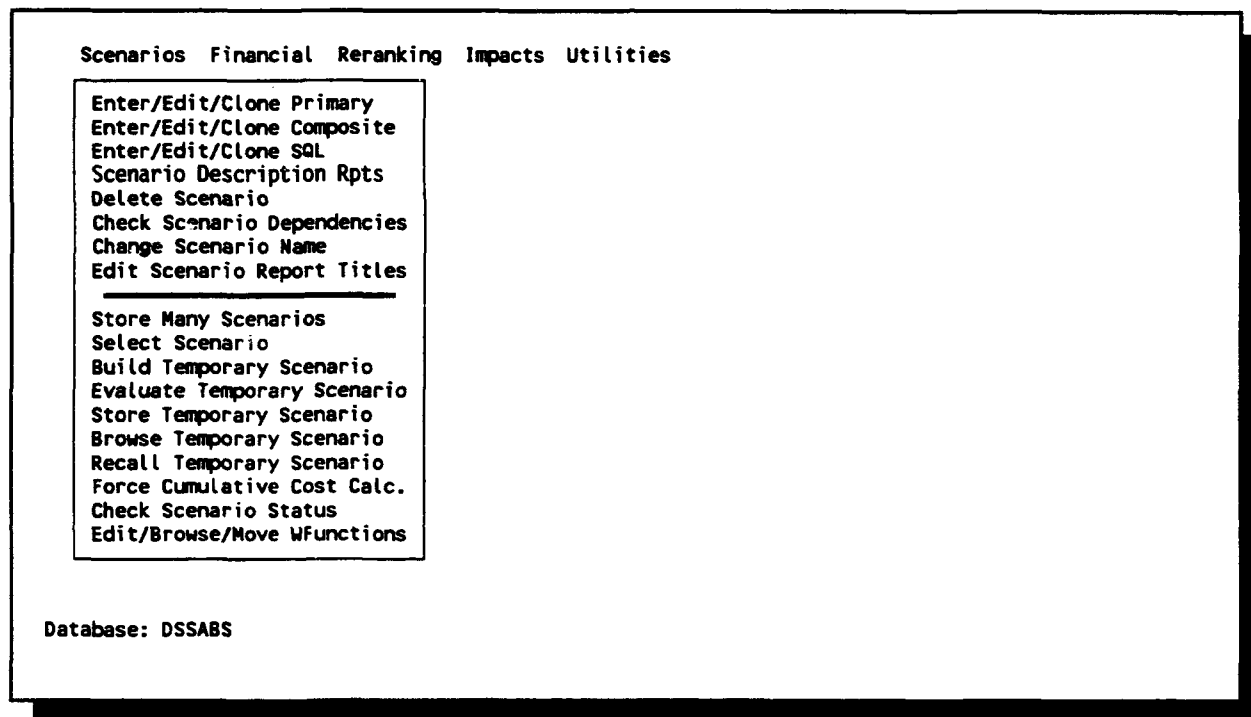 Scenarios Financial Reranking Impacts Utilities
Enter/Edit/Clone Primary
Enter/Edit/Clone Composite
Enter/Edit/Clone SQL
Scenario Description Rpts
Delete Scenario
Check Scenario Dependencies
Change Scenario Name
Edit Scenario Report Titles
Store Many Scenarios
Select Scenario
Build Temporary Scenario
Evaluate Temporary Scenario
Store Temporary Scenario
Browse Temporary Scenario
Recall Temporary Scenario
Force Cumulative Cost Calc.
Check Scenario Status
Edit/Browse/Move WFunctions
Database: DSSABS